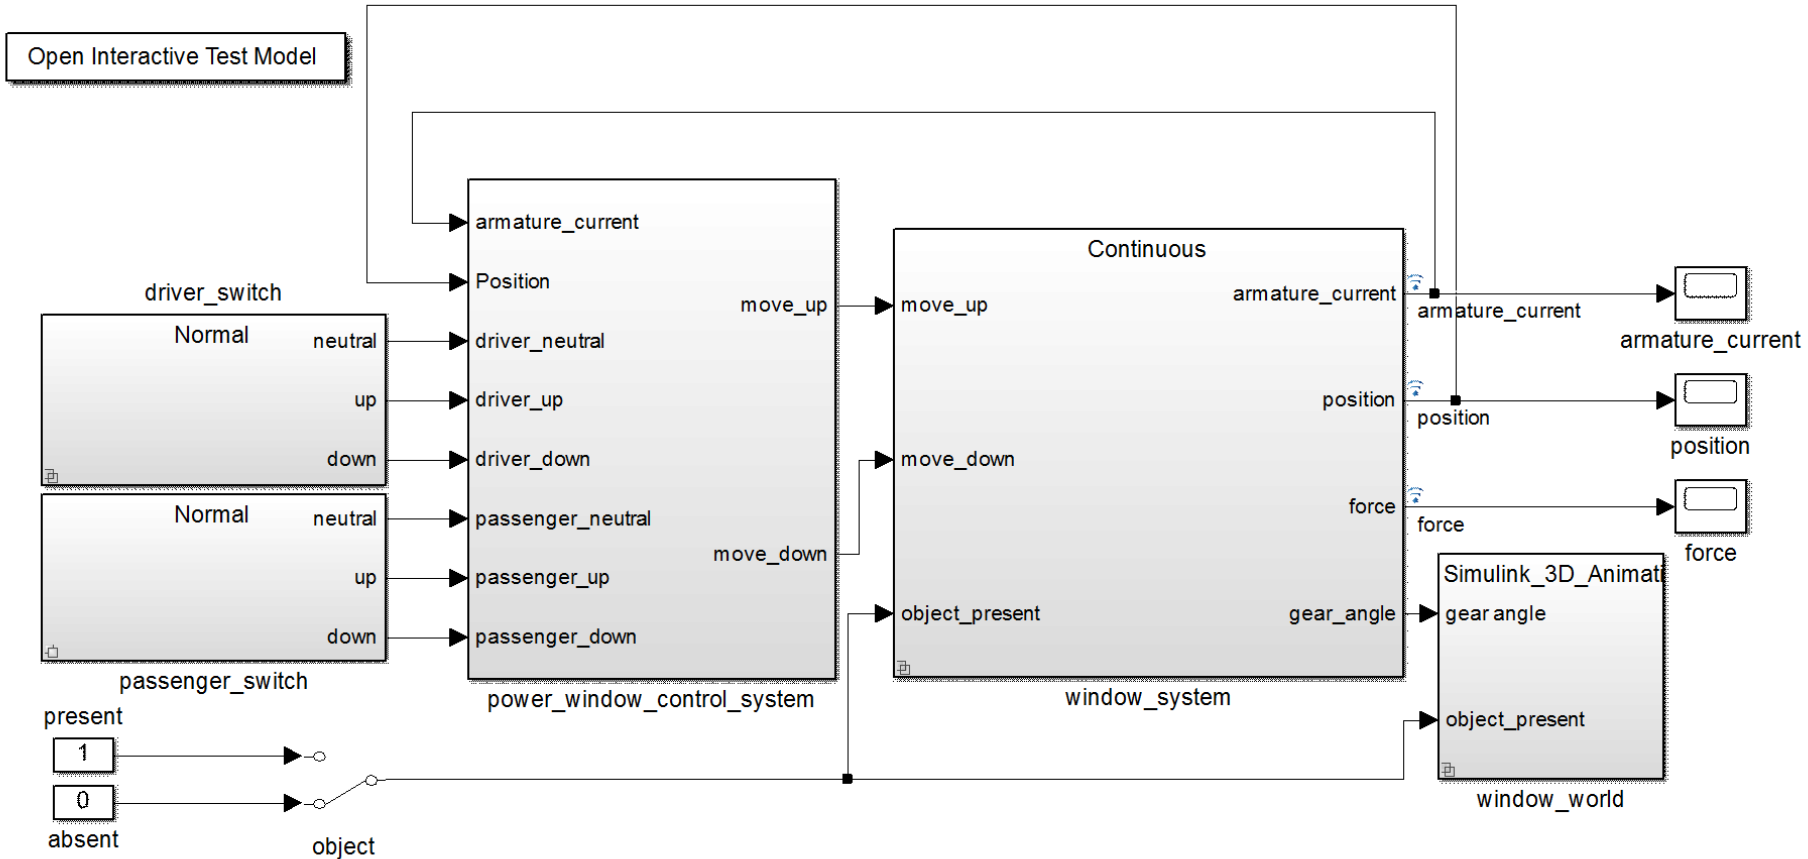 Open Interactive Test Model
driver_switch
Normal
neutral
up
down
Normal
neutral
up
down
passenger_switch
present
1
0
absent
object
armature_current
Position
driver_neutral
driver_up
driver_down
passenger_neutral
passenger_up
passenger_down
move_up
move_down
power_window_control_system
Continuous
move_up
move_down
object_present
armature_current
position
force
gear_angle
window_system
armature_current
position
force
armature_current
position
force
Simulink_3D_Animati
gear angle
object_present
window_world